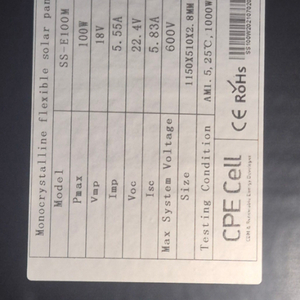 Monocrystalline flexible solar pan
Model SS-E100M
Pmax 100W
Vmp 18V
Imp 5.55A
Voc 22.4V
Isc 5.83A
Max System Voltage 600V
Size 1150X510X2.8MM
Testing Condition AM1.5,25℃,1000W
CPE Cell CE RoHS